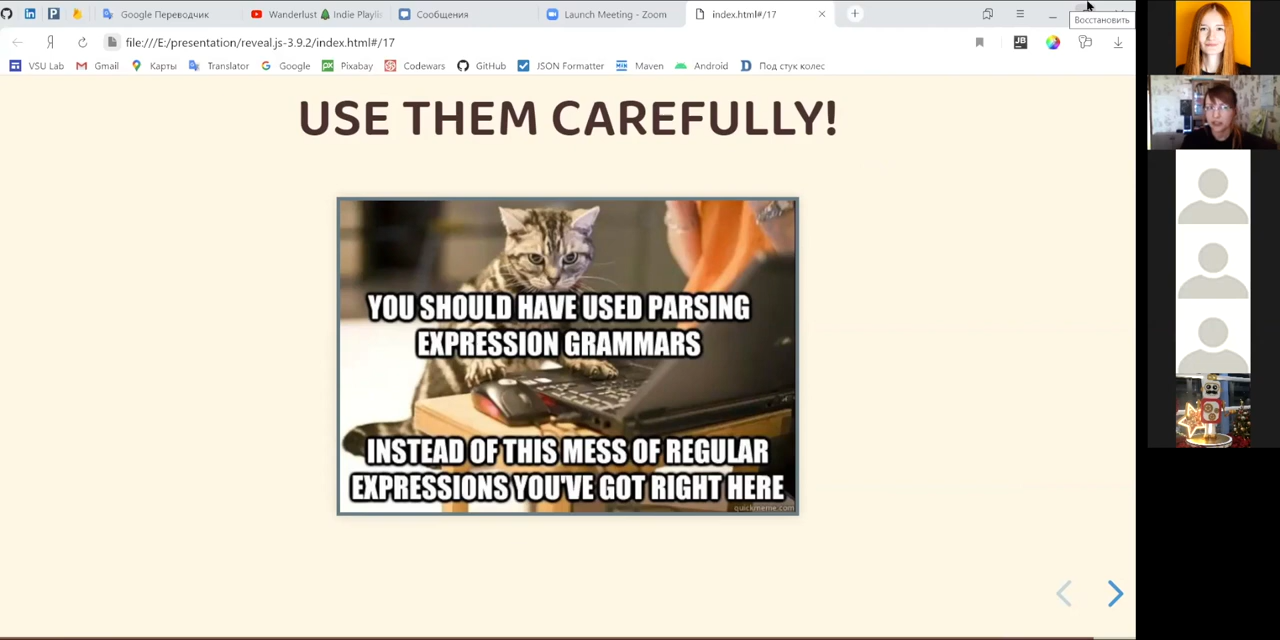 Google Переводчик
Wanderlust 🌲 Indie Playli
Сообщения
Launch Meeting - Zoom
index.html#/17
Восстановить
Я
file:///E:/presentation/reveal.js-3.9.2/index.html#/17
VSU Lab
Gmail
Карты
Translator
Google
Pixabay
Codewars
GitHub
JSON Formatter
Maven
Android
Под стук колес
USE THEM CAREFULLY!
YOU SHOULD HAVE USED PARSING
EXPRESSION GRAMMARS
INSTEAD OF THIS MESS OF REGULAR
EXPRESSIONS YOU'VE GOT RIGHT HERE
quickmeme.com